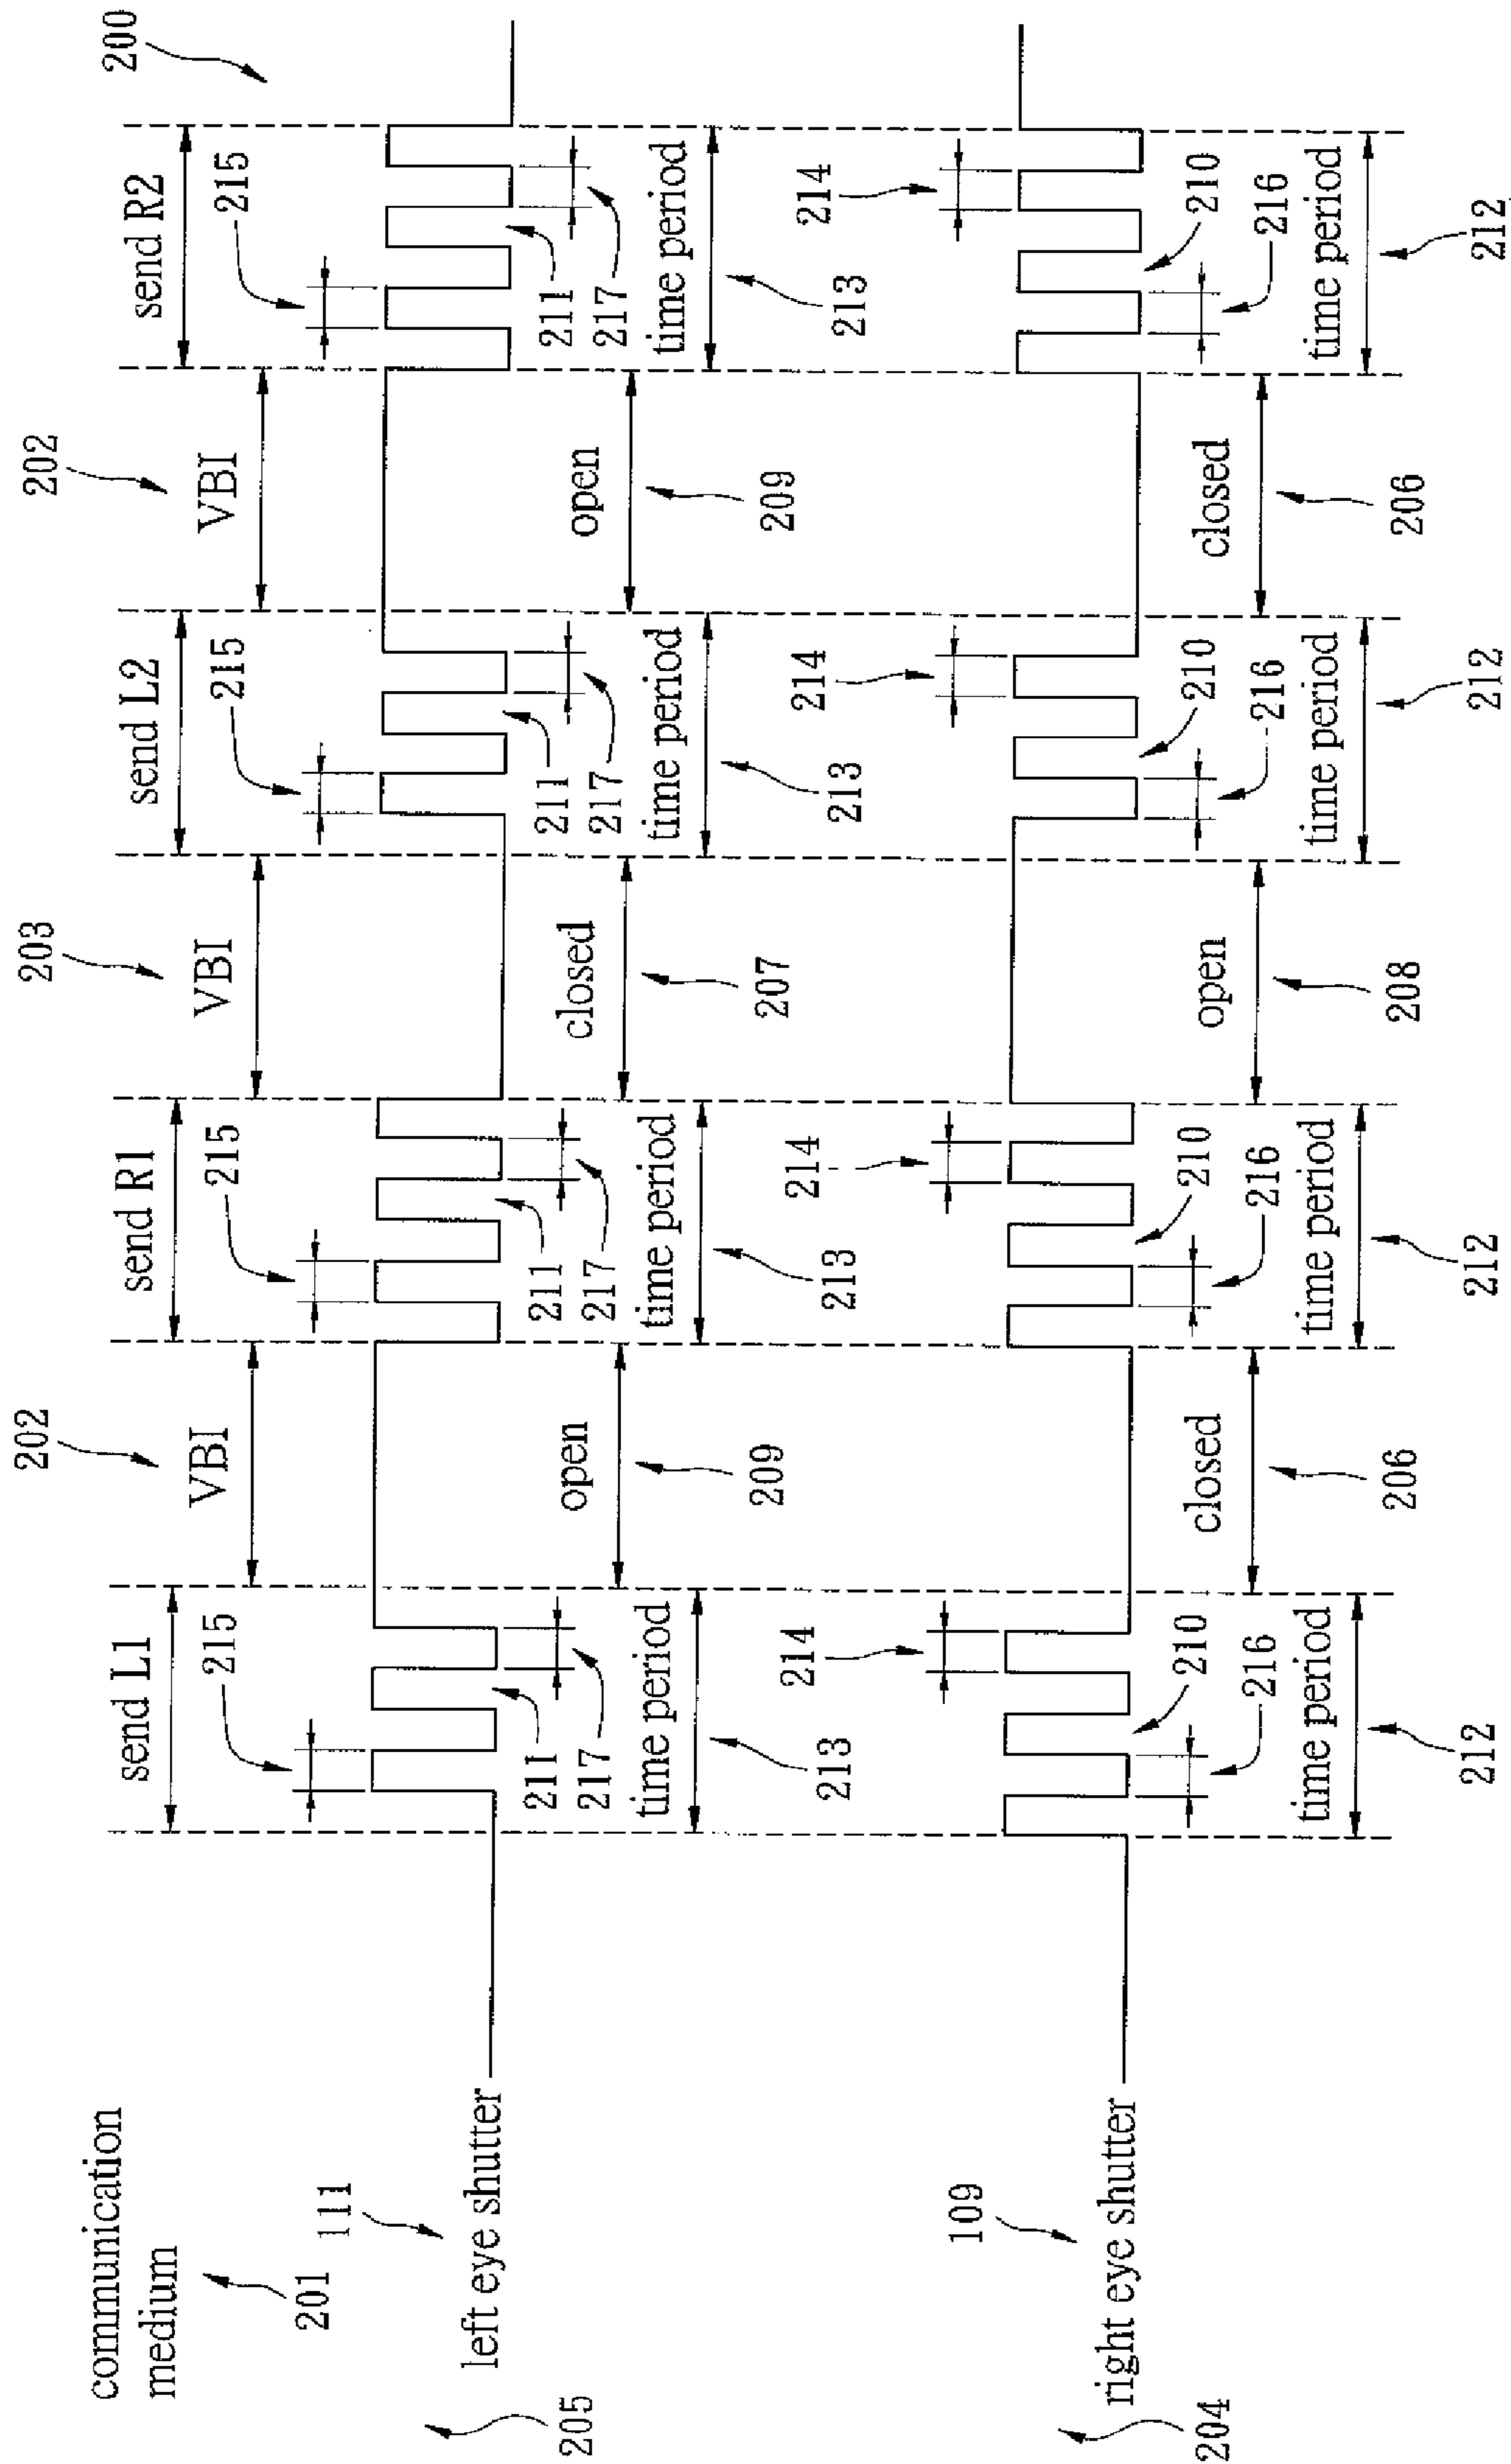 200
202
203
202
communication
medium
201
send L1
VBI
send R1
VBI
send L2
VBI
send R2
215
215
215
215
111
left eye shutter
205
211
217
211
217
211
217
211
217
open
closed
open
time period
time period
time period
time period
213
209
213
207
213
209
213
214
214
214
214
109
right eye shutter
204
210
216
210
216
210
216
210
216
closed
open
closed
time period
time period
time period
time period
212
206
212
208
212
206
212